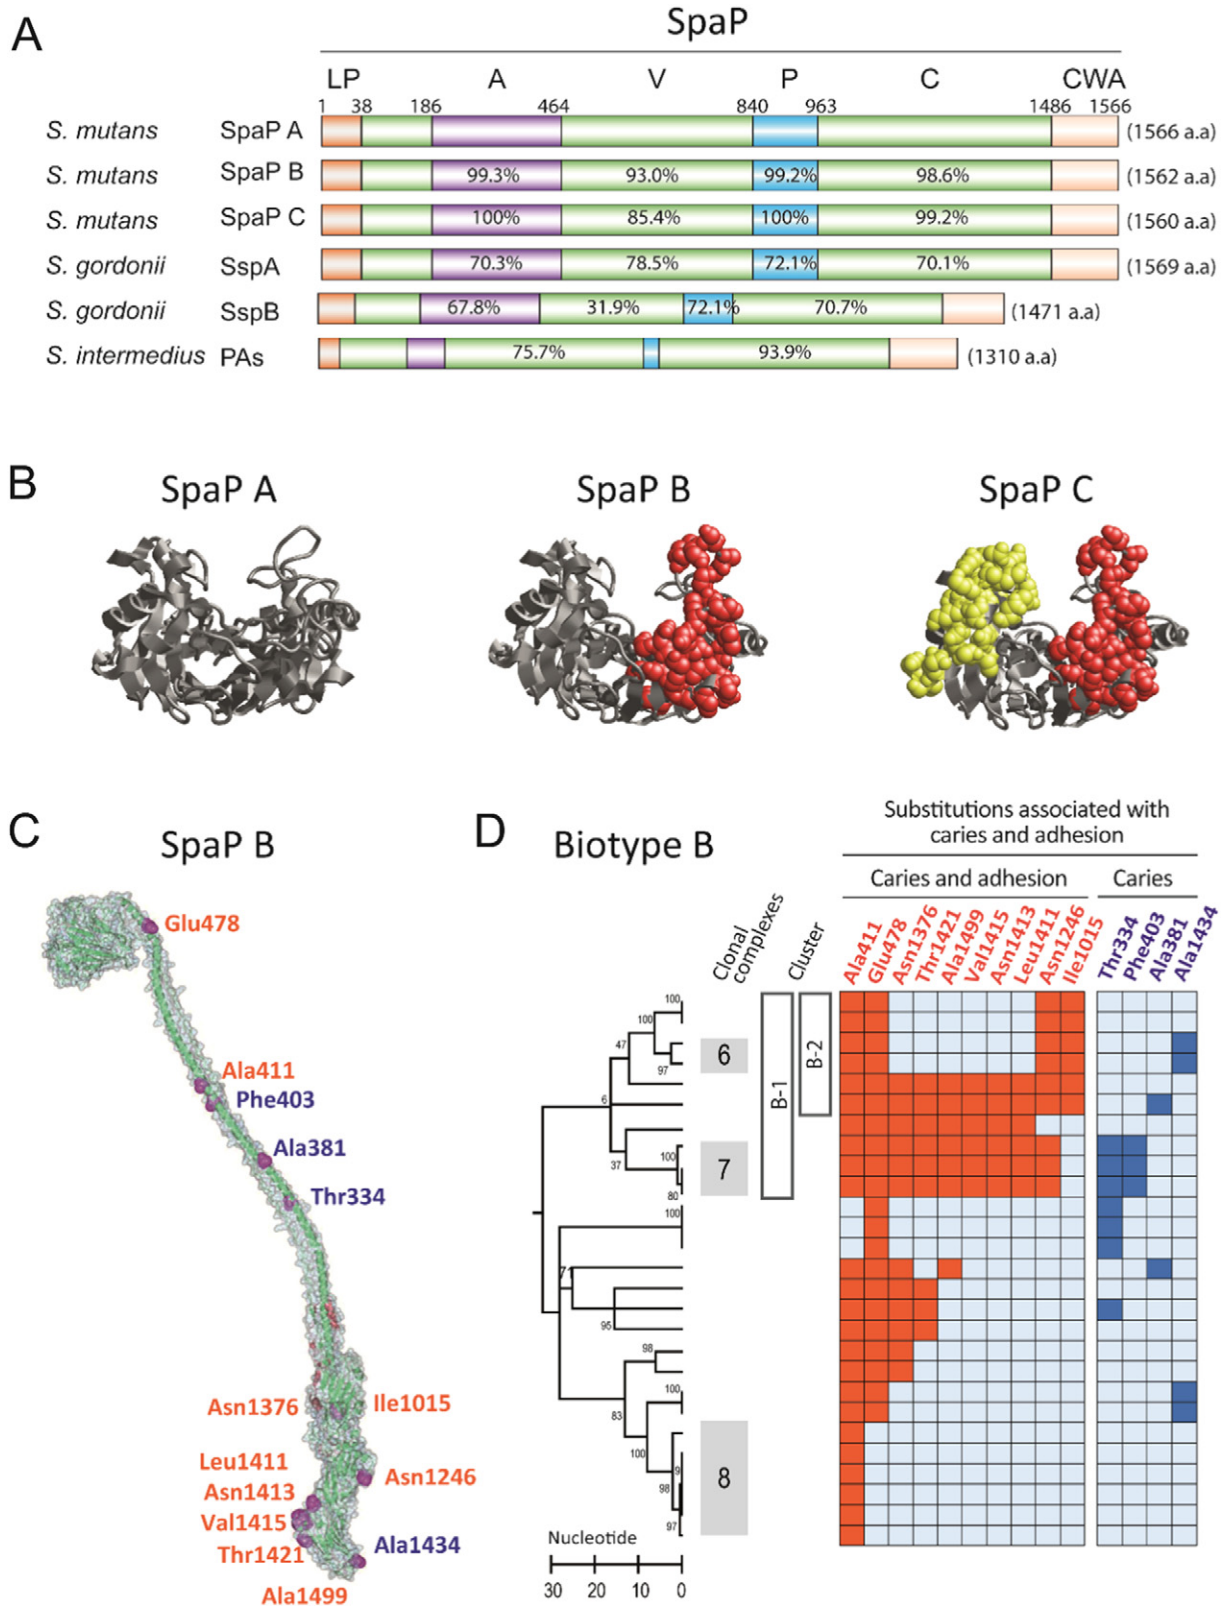 A
SpaP
LP A V P C CWA
1 38 186 464 840 963 1486 1566
S. mutans SpaP A (1566 a.a)
S. mutans SpaP B 99.3% 93.0% 99.2% 98.6% (1562 a.a)
S. mutans SpaP C 100% 85.4% 100% 99.2% (1560 a.a)
S. gordonii SspA 70.3% 78.5% 72.1% 70.1% (1569 a.a)
S. gordonii SspB 67.8% 31.9% 72.1% 70.7% (1471 a.a)
S. intermedius PAs 75.7% 93.9% (1310 a.a)
B
SpaP A SpaP B SpaP C
C
SpaP B
Glu478
Ala411
Phe403
Ala381
Thr334
Asn1376
Ile1015
Leu1411
Asn1246
Asn1413
Val1415
Thr1421
Ala1434
Ala1499
D
Biotype B
Substitutions associated with
caries and adhesion
Caries and adhesion Caries
Clonal
complexes
Cluster
Ala411
Glu478
Asn1376
Thr1421
Ala1499
Val1415
Asn1413
Leu1411
Asn1246
Ile1015
Thr334
Phe403
Ala381
Ala1434
100
100
47
97
6
6
B-1
B-2
37
100
80
7
100
71
95
98
100
83
100
9
98
97
8
Nucleotide
30 20 10 0